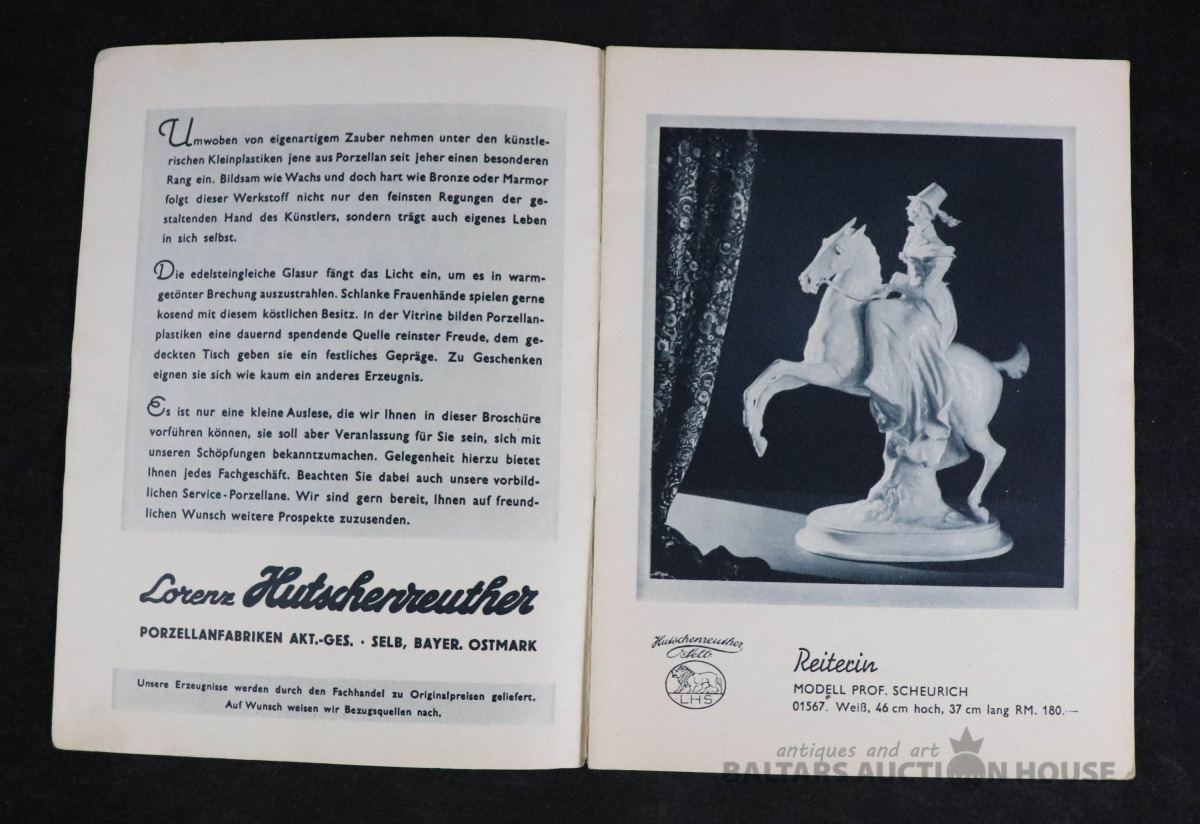 Umwoben von eigenartigem Zauber nehmen unter den künstle-
rischen Kleinplastiken jene aus Porzellan seit jeher einen besonderen
Rang ein. Bildsam wie Wachs und doch hart wie Bronze oder Marmor
folgt dieser Werkstoff nicht nur den feinsten Regungen der ge-
staltenden Hand des Künstlers, sondern trägt auch eigenes Leben
in sich selbst.
Die edelsteingleiche Glasur fängt das Licht ein, um es in warm-
getönter Brechung auszustrahlen. Schlanke Frauenhände spielen gerne
kosend mit diesem köstlichen Besitz. In der Vitrine bilden Porzellan-
plastiken eine dauernd spendende Quelle reinster Freude, dem ge-
deckten Tisch geben sie ein festliches Gepräge. Zu Geschenken
eignen sie sich wie kaum ein anderes Erzeugnis.
Es ist nur eine kleine Auslese, die wir Ihnen in dieser Broschüre
vorführen können, sie soll aber Veranlassung für Sie sein, sich mit
unseren Schöpfungen bekanntzumachen. Gelegenheit hierzu bietet
Ihnen jedes Fachgeschäft. Beachten Sie dabei auch unsere vorbild-
lichen Service-Porzellane. Wir sind gern bereit, Ihnen auf freund-
lichen Wunsch weitere Prospekte zuzusenden.
Lorenz Hutschenreuther
PORZELLANFABRIKEN AKT.-GES. · SELB, BAYER. OSTMARK
Unsere Erzeugnisse werden durch den Fachhandel zu Originalpreisen geliefert.
Auf Wunsch weisen wir Bezugsquellen nach.
Hutschenreuther
Selb
LHS
Reiterin
MODELL PROF. SCHEURICH
01567. Weiß, 46 cm hoch, 37 cm lang RM. 180.—
antiques and art
BALTARS AUCTION HOUSE